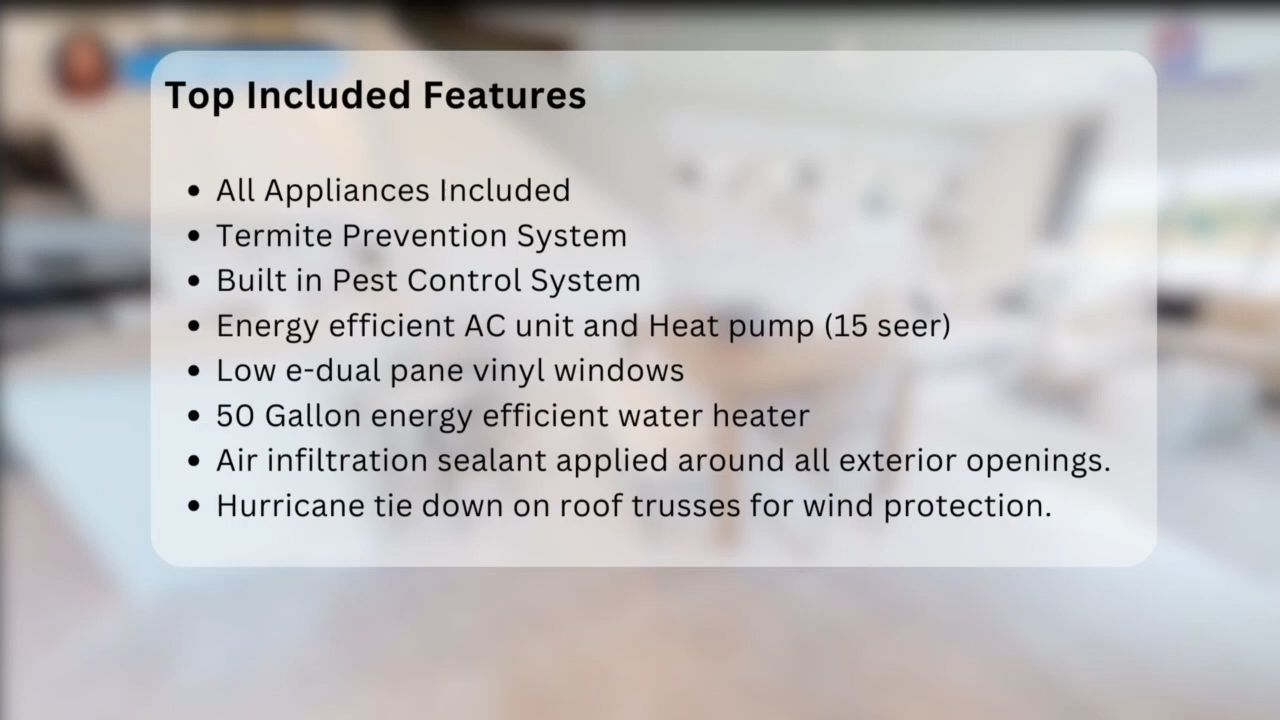 Top Included Features
• All Appliances Included
• Termite Prevention System
• Built in Pest Control System
• Energy efficient AC unit and Heat pump (15 seer)
• Low e-dual pane vinyl windows
• 50 Gallon energy efficient water heater
• Air infiltration sealant applied around all exterior openings.
• Hurricane tie down on roof trusses for wind protection.